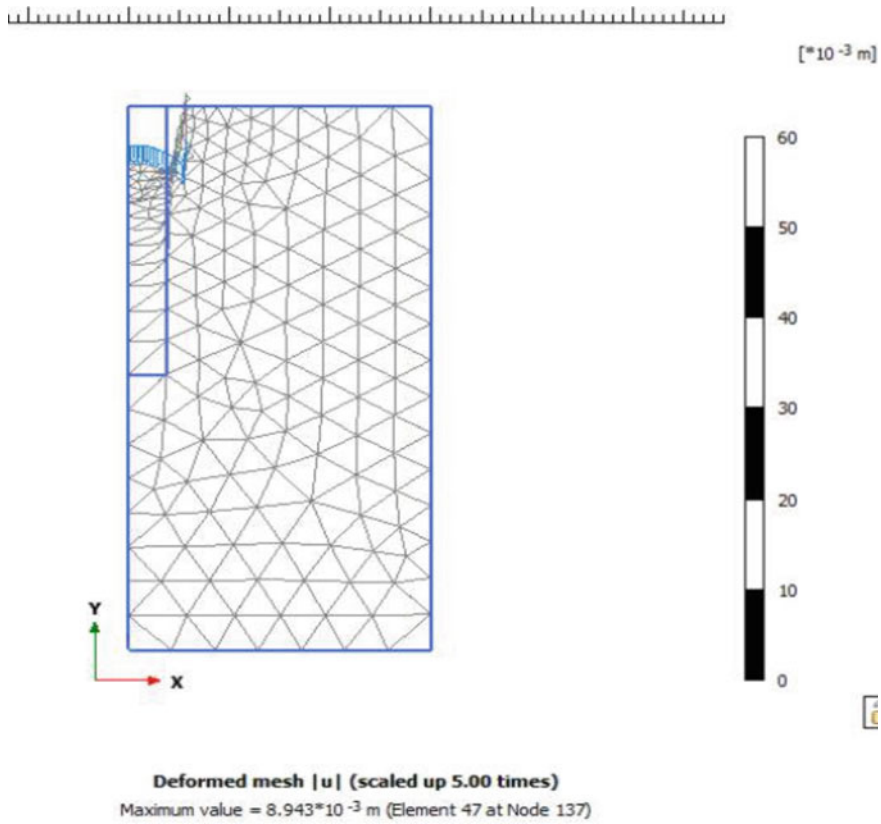 [*10 -3 m]
60
50
40
30
20
10
0
Y
X
Deformed mesh |u| (scaled up 5.00 times)
Maximum value = 8.943*10 -3 m (Element 47 at Node 137)